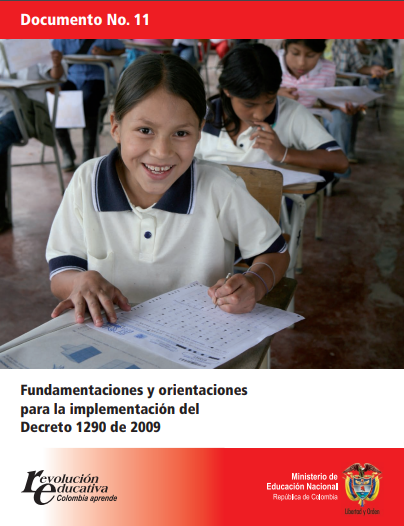 Documento No. 11
Fundamentaciones y orientaciones
para la implementación del
Decreto 1290 de 2009
revolución
educativa
Colombia aprende
Ministerio de
Educación Nacional
República de Colombia
Libertad y Orden